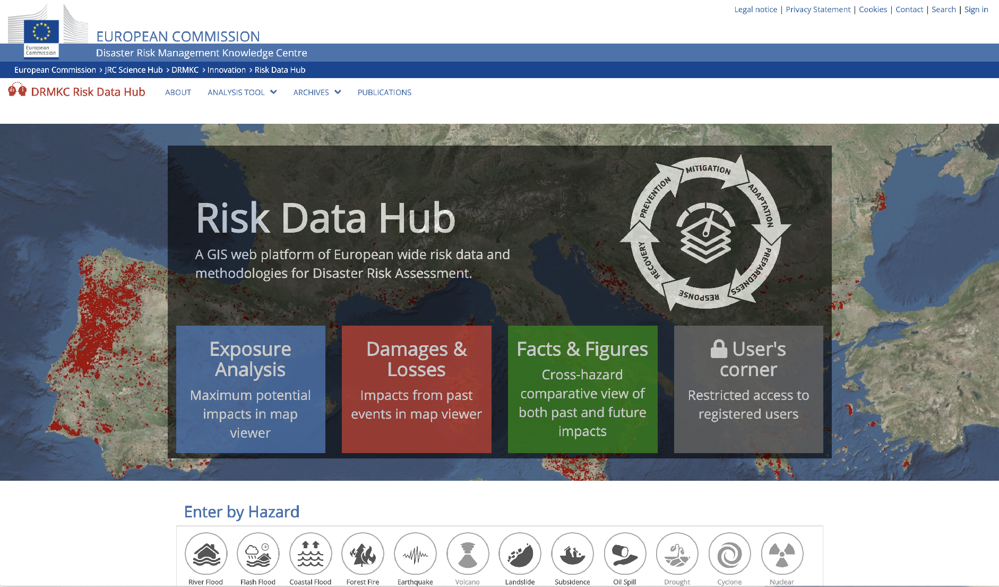 Legal notice | Privacy Statement | Cookies | Contact | Search | Sign in
European
Commission
EUROPEAN COMMISSION
Disaster Risk Management Knowledge Centre
European Commission > JRC Science Hub > DRMKC > Innovation > Risk Data Hub
DRMKC Risk Data Hub
ABOUT
ANALYSIS TOOL
ARCHIVES
PUBLICATIONS
Risk Data Hub
A GIS web platform of European wide risk data and
methodologies for Disaster Risk Assessment.
MITIGATION
ADAPTATION
PREPAREDNESS
RESPONSE
RECOVERY
PREVENTION
Exposure
Analysis
Maximum potential
impacts in map
viewer
Damages &
Losses
Impacts from past
events in map viewer
Facts & Figures
Cross-hazard
comparative view of
both past and future
impacts
User's
corner
Restricted access to
registered users
Enter by Hazard
River Flood
Flash Flood
Coastal Flood
Forest Fire
Earthquake
Volcano
Landslide
Subsidence
Oil Spill
Drought
Cyclone
Nuclear